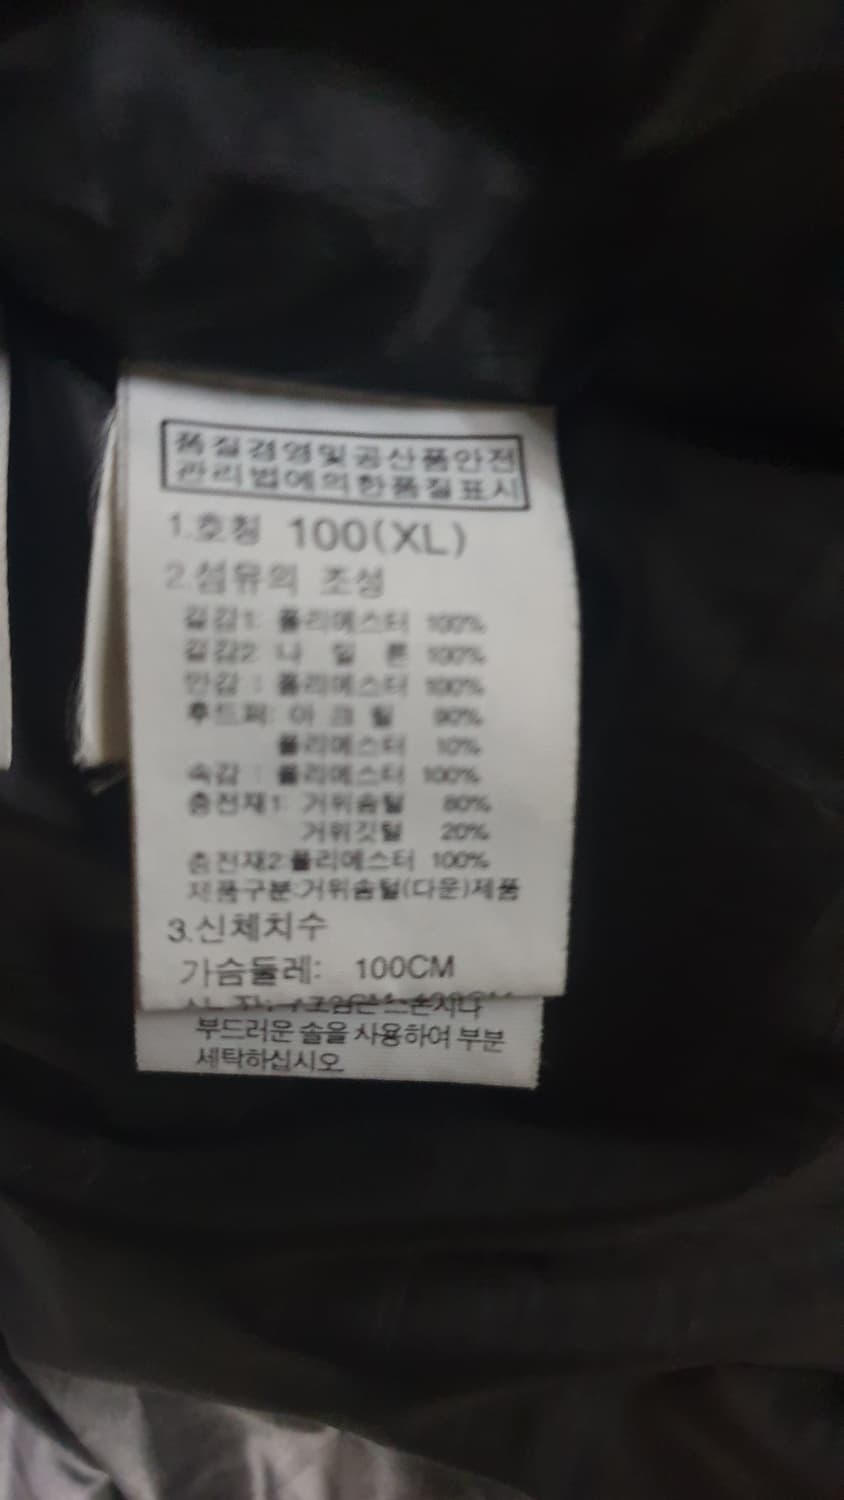 품질경영및공산품안전
관리법에의한품질표시
1.호칭 100(XL)
2.섬유의 조성
겉감1: 폴리에스터 100%
겉감2: 나 일 론 100%
안감 : 폴리에스터 100%
후드퍼: 아 크 릴 90%
폴리에스터 10%
속감 : 폴리에스터 100%
충전재1: 거위솜털 80%
거위깃털 20%
충전재2:폴리에스터 100%
제품구분:거위솜털(다운)제품
3.신체치수
가슴둘레: 100CM
부드러운 솔을 사용하여 부분
세탁하십시오